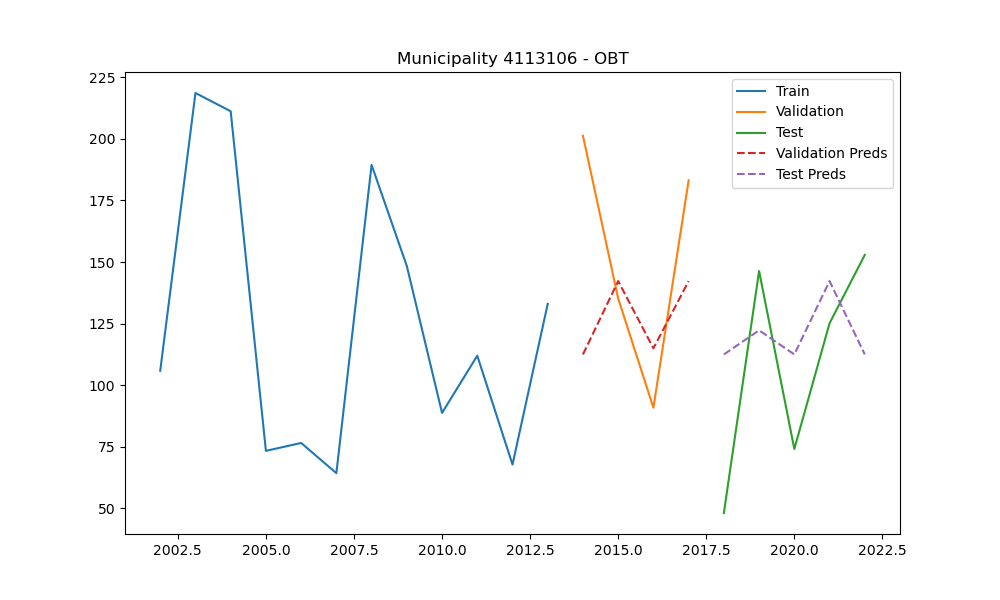 Municipality 4113106 - OBT
225
200
175
150
125
100
75
50
2002.5 2005.0 2007.5 2010.0 2012.5 2015.0 2017.5 2020.0 2022.5
Train
Validation
Test
Validation Preds
Test Preds